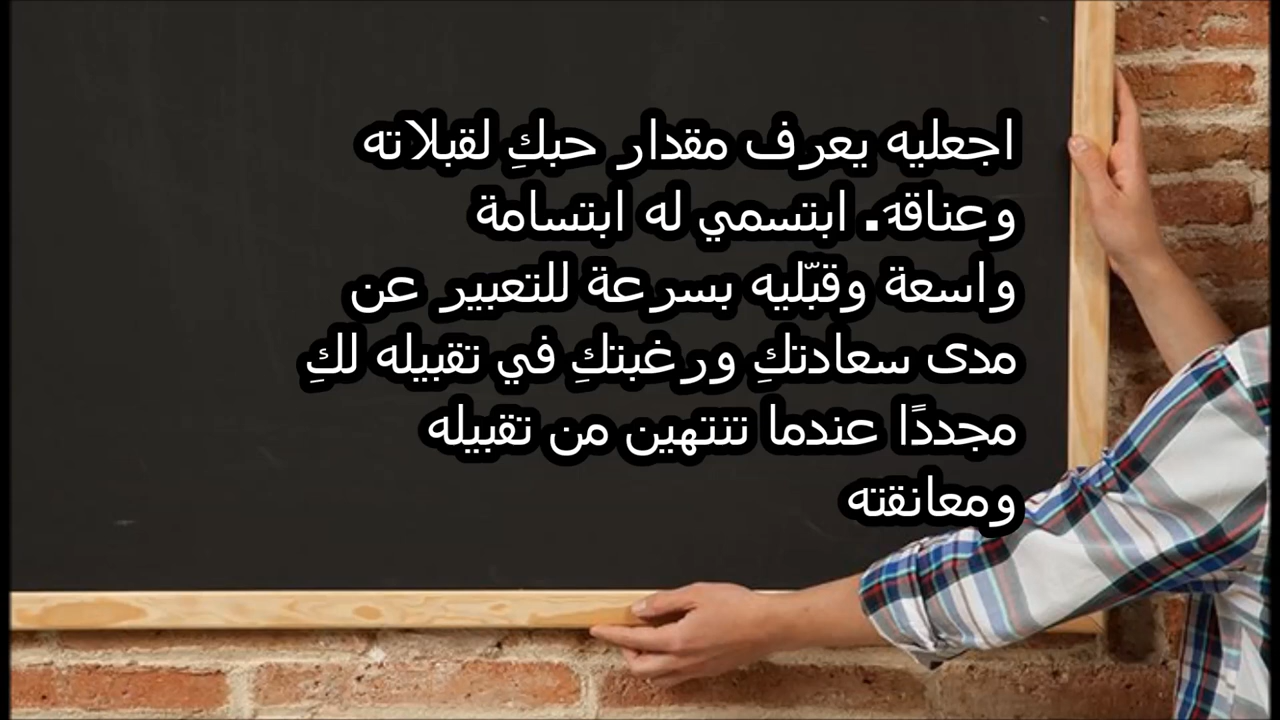 اجعليه يعرف مقدار حبكِ لقبلاته
وعناقه. ابتسمي له ابتسامة
واسعة وقبّليه بسرعة للتعبير عن
مدى سعادتكِ ورغبتكِ في تقبيله لكِ
مجددًا عندما تنتهين من تقبيله
ومعانقته